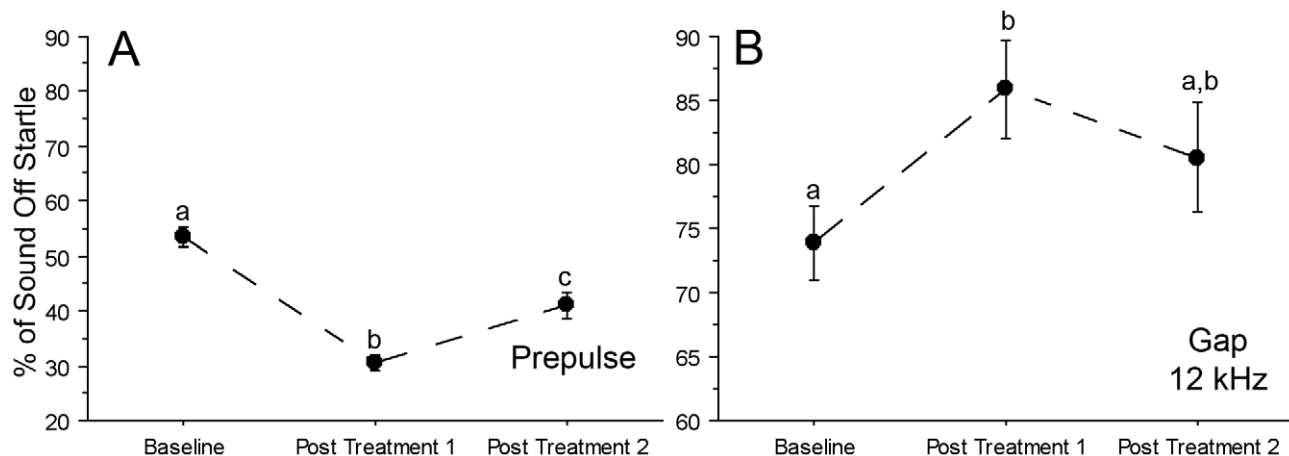 % of Sound Off Startle
A
90
80
70
60
50
40
30
20
a
b
c
Prepulse
Baseline
Post Treatment 1
Post Treatment 2
B
90
85
80
75
70
65
60
a
b
a,b
Gap
12 kHz
Baseline
Post Treatment 1
Post Treatment 2